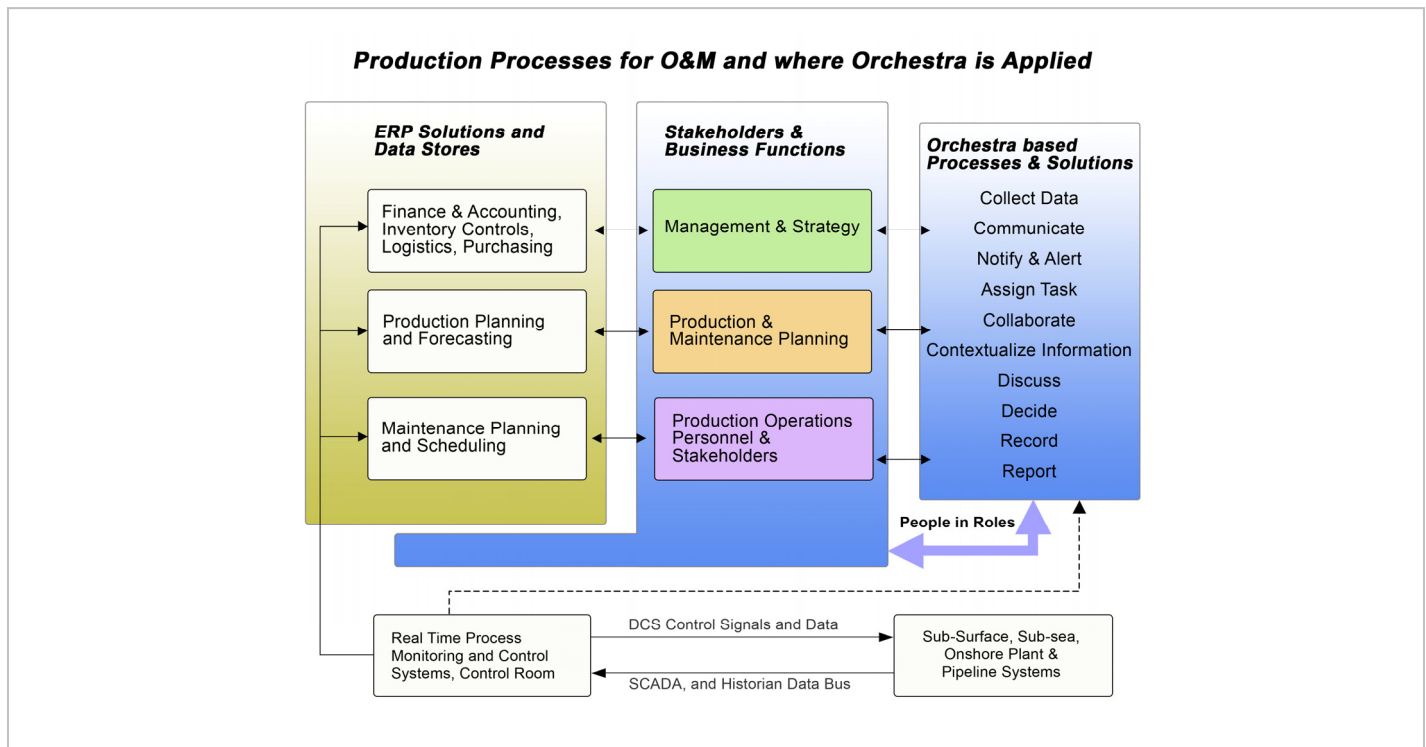 Production Processes for O&M and where Orchestra is Applied
ERP Solutions and
Data Stores
Finance & Accounting,
Inventory Controls,
Logistics, Purchasing
Production Planning
and Forecasting
Maintenance Planning
and Scheduling
Stakeholders &
Business Functions
Management & Strategy
Production &
Maintenance Planning
Production Operations
Personnel &
Stakeholders
Orchestra based
Processes & Solutions
Collect Data
Communicate
Notify & Alert
Assign Task
Collaborate
Contextualize Information
Discuss
Decide
Record
Report
People in Roles
Real Time Process
Monitoring and Control
Systems, Control Room
DCS Control Signals and Data
SCADA, and Historian Data Bus
Sub-Surface, Sub-sea,
Onshore Plant &
Pipeline Systems